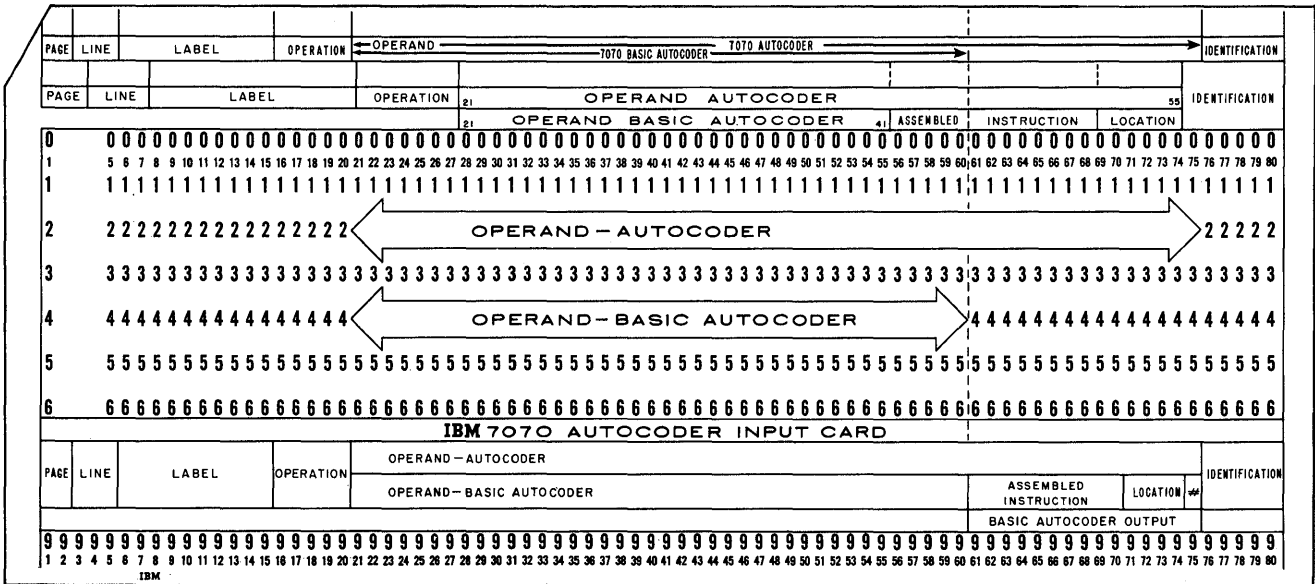 PAGE LINE LABEL OPERATION OPERAND 7070 AUTOCODER IDENTIFICATION
7070 BASIC AUTOCODER
PAGE LINE LABEL OPERATION 21 OPERAND AUTOCODER 55 IDENTIFICATION
21 OPERAND BASIC AUTOCODER 41 ASSEMBLED INSTRUCTION LOCATION
0 0000000000000000000000000000000000000000000000000000000000000000000000000000
1 5 6 7 8 9 10 11 12 13 14 15 16 17 18 19 20 21 22 23 24 25 26 27 28 29 30 31 32 33 34 35 36 37 38 39 40 41 42 43 44 45 46 47 48 49 50 51 52 53 54 55 56 57 58 59 60 61 62 63 64 65 66 67 68 69 70 71 72 73 74 75 76 77 78 79 80
1 1111111111111111111111111111111111111111111111111111111111111111111111111111
2 2222222222222222 OPERAND-AUTOCODER 22222
3 3333333333333333333333333333333333333333333333333333333333333333333333333333
4 4444444444444444 OPERAND-BASIC AUTOCODER 44444444444444444444
5 5555555555555555555555555555555555555555555555555555555555555555555555555555
6 6666666666666666666666666666666666666666666666666666666666666666666666666666
IBM 7070 AUTOCODER INPUT CARD
PAGE LINE LABEL OPERATION OPERAND-AUTOCODER IDENTIFICATION
OPERAND-BASIC AUTOCODER ASSEMBLED INSTRUCTION LOCATION #
BASIC AUTOCODER OUTPUT
99999999999999999999999999999999999999999999999999999999999999999999999999999999
1 2 3 4 5 6 7 8 9 10 11 12 13 14 15 16 17 18 19 20 21 22 23 24 25 26 27 28 29 30 31 32 33 34 35 36 37 38 39 40 41 42 43 44 45 46 47 48 49 50 51 52 53 54 55 56 57 58 59 60 61 62 63 64 65 66 67 68 69 70 71 72 73 74 75 76 77 78 79 80
IBM